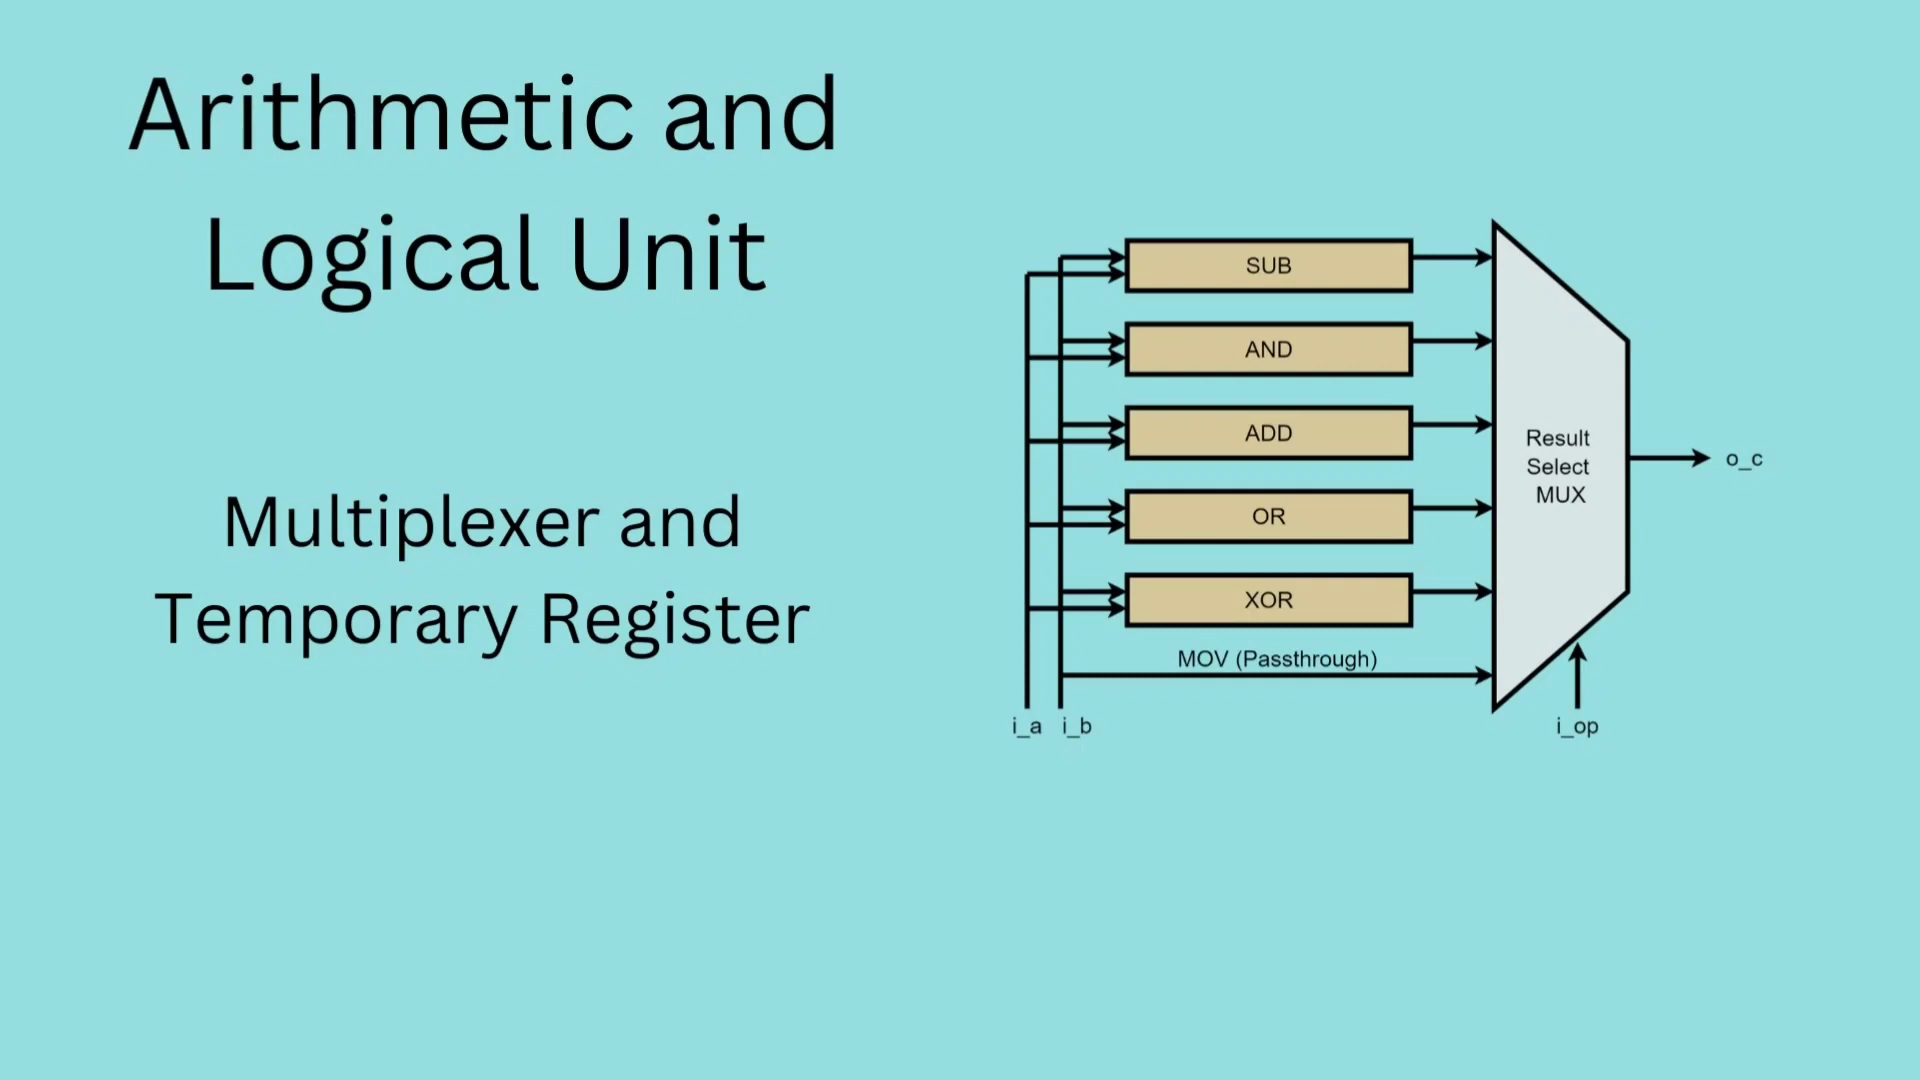 Arithmetic and
Logical Unit
Multiplexer and
Temporary Register
SUB
AND
ADD
OR
XOR
MOV (Passthrough)
i_a
i_b
Result
Select
MUX
i_op
o_c